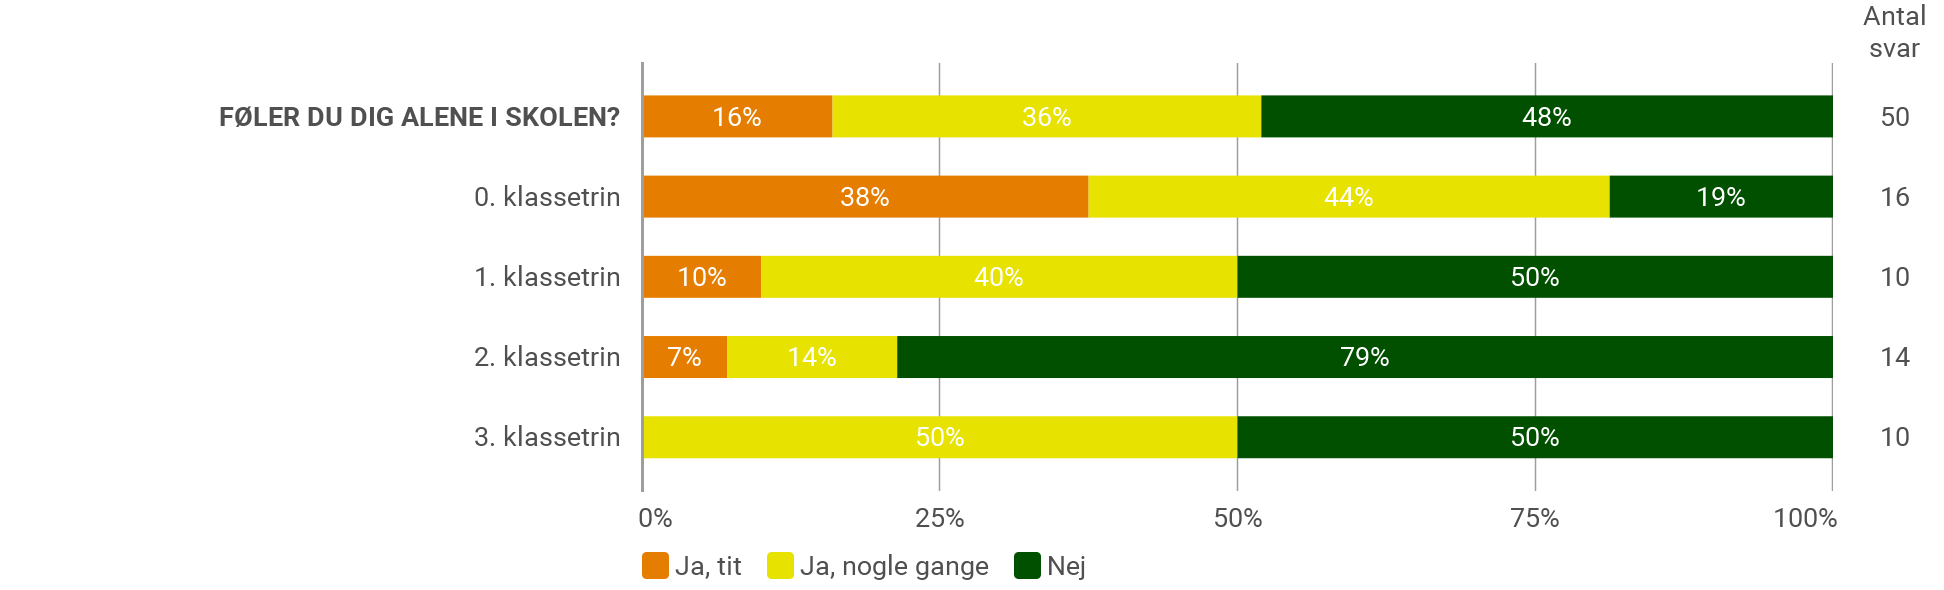 Antal
svar
FØLER DU DIG ALENE I SKOLEN? 16% 36% 48% 50
0. klassetrin 38% 44% 19% 16
1. klassetrin 10% 40% 50% 10
2. klassetrin 7% 14% 79% 14
3. klassetrin 50% 50% 10
0% 25% 50% 75% 100%
Ja, tit Ja, nogle gange Nej